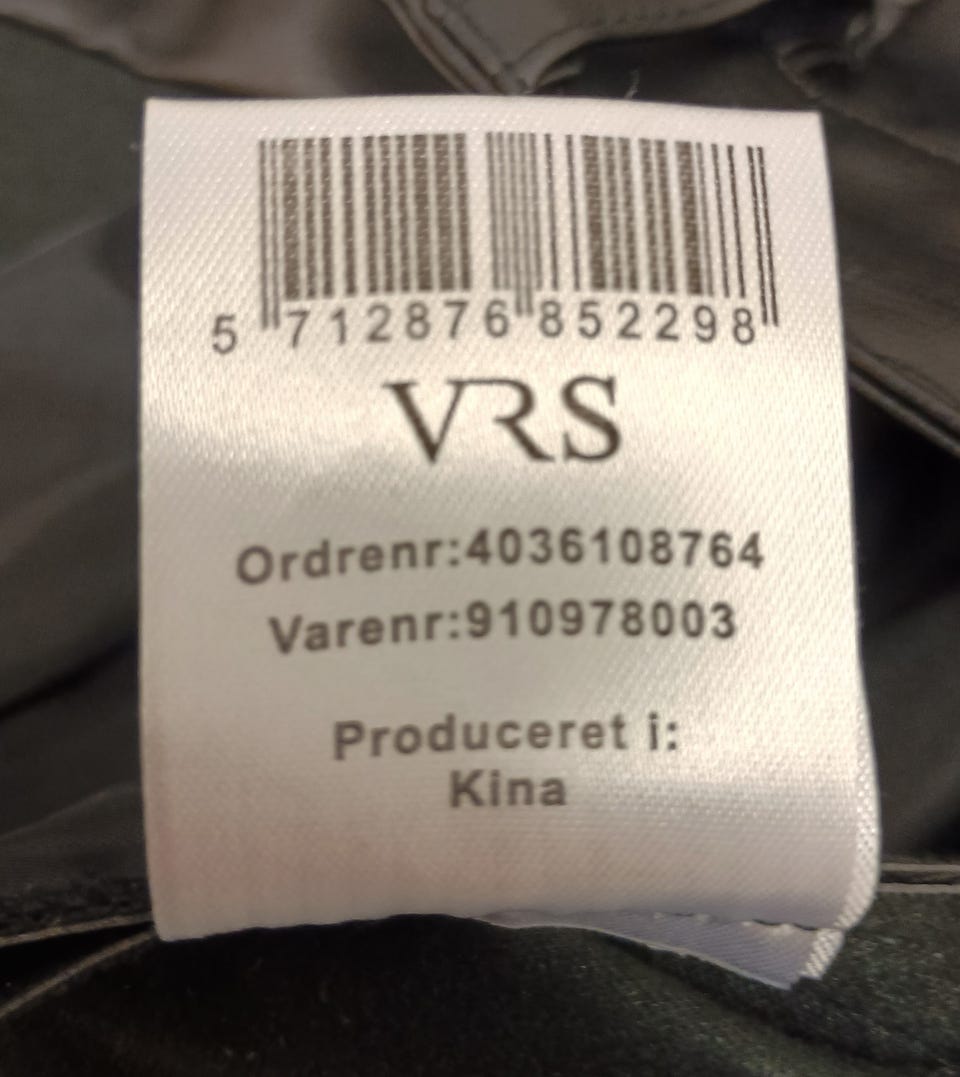 5 712876 852298
VRS
Ordrenr:4036108764
Varenr:910978003
Produceret i:
Kina